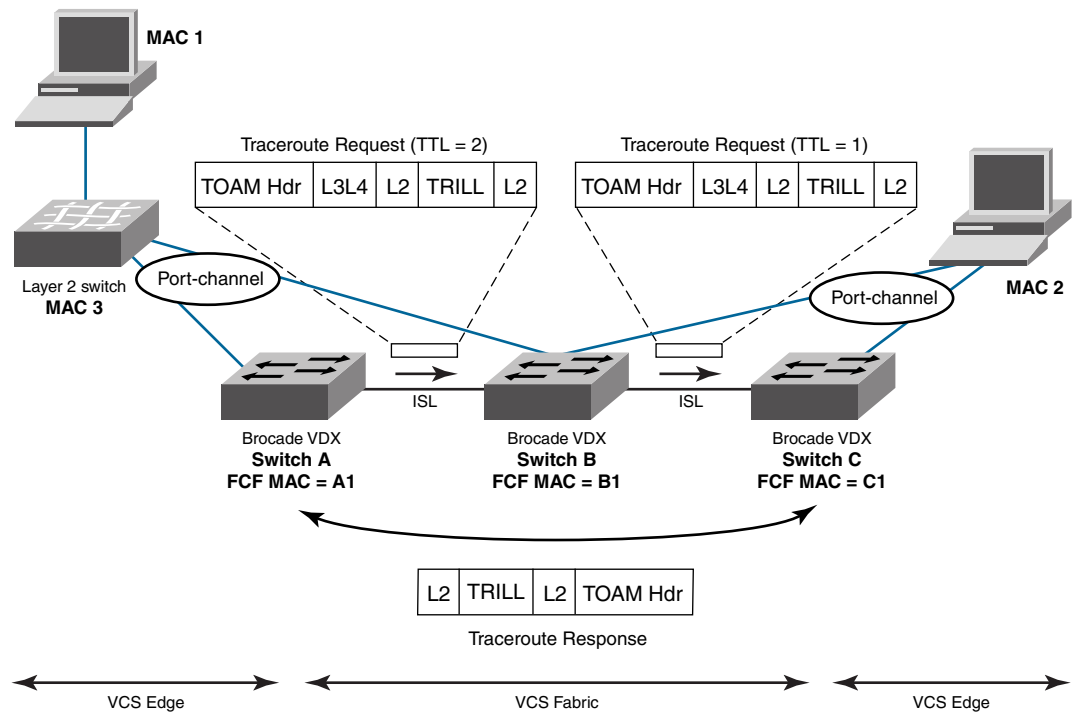 MAC 1
Traceroute Request (TTL = 2)
TOAM Hdr L3L4 L2 TRILL L2
Traceroute Request (TTL = 1)
TOAM Hdr L3L4 L2 TRILL L2
Layer 2 switch
MAC 3
Port-channel
Port-channel
MAC 2
ISL
ISL
Brocade VDX
Switch A
FCF MAC = A1
Brocade VDX
Switch B
FCF MAC = B1
Brocade VDX
Switch C
FCF MAC = C1
L2 TRILL L2 TOAM Hdr
Traceroute Response
VCS Edge
VCS Fabric
VCS Edge